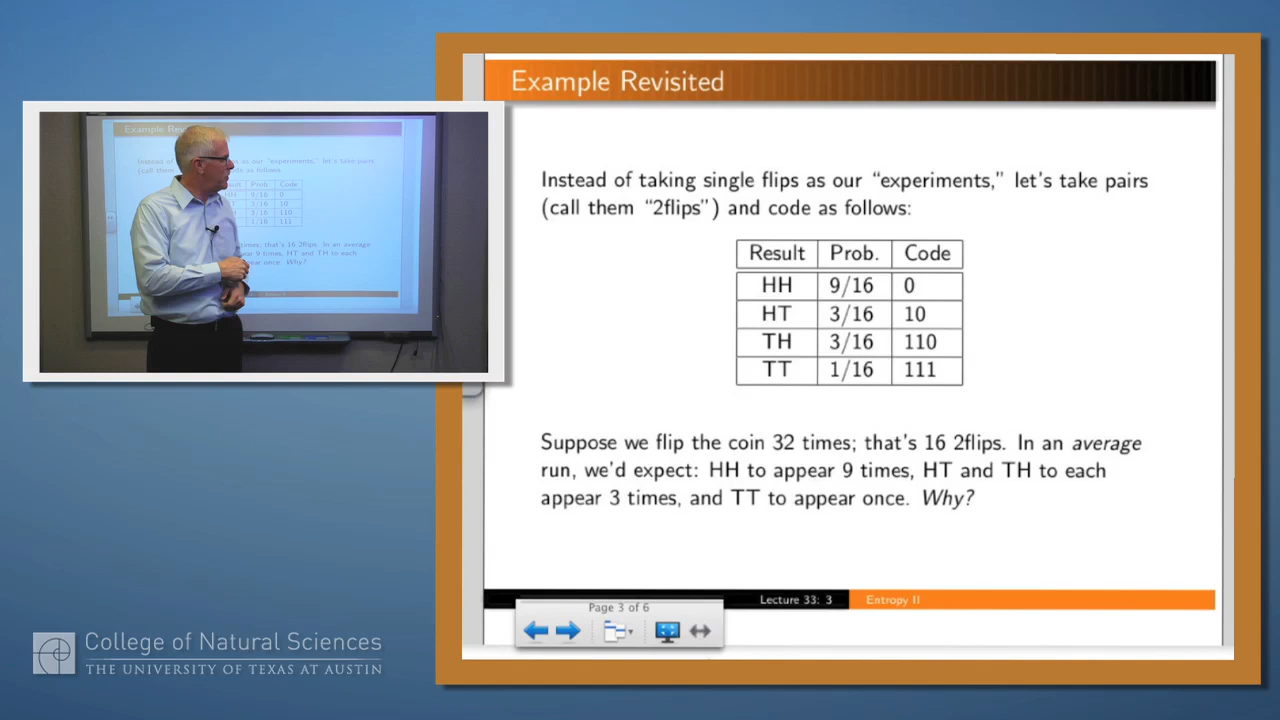 Example Revisited
Instead of taking single flips as our “experiments,” let’s take pairs
(call them “2flips”) and code as follows:
Result Prob. Code
HH 9/16 0
HT 3/16 10
TH 3/16 110
TT 1/16 111
Suppose we flip the coin 32 times; that’s 16 2flips. In an average
run, we’d expect: HH to appear 9 times, HT and TH to each
appear 3 times, and TT to appear once. Why?
Lecture 33: 3 Entropy II
Page 3 of 6
College of Natural Sciences
THE UNIVERSITY OF TEXAS AT AUSTIN